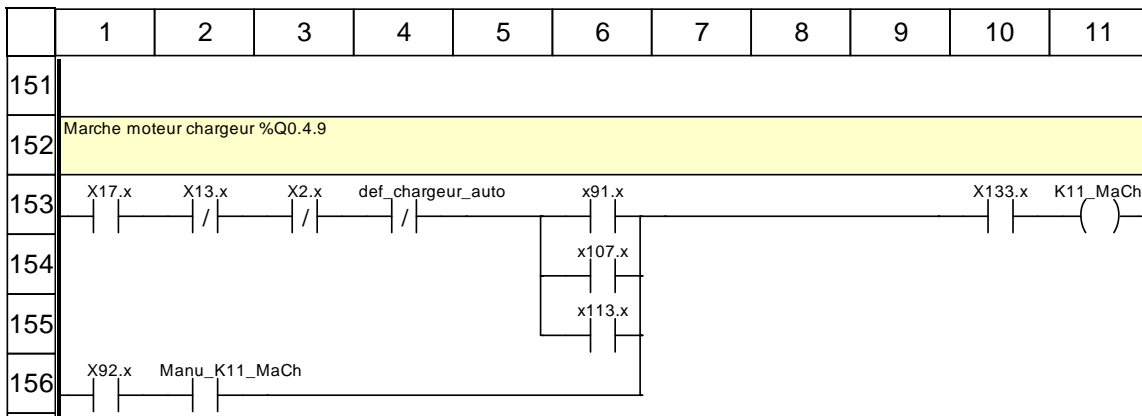 1 2 3 4 5 6 7 8 9 10 11
151
152 Marche moteur chargeur %Q0.4.9
153 X17.x X13.x X2.x def_chargeur_auto x91.x X133.x K11_MaCh
154 x107.x
155 x113.x
156 X92.x Manu_K11_MaCh